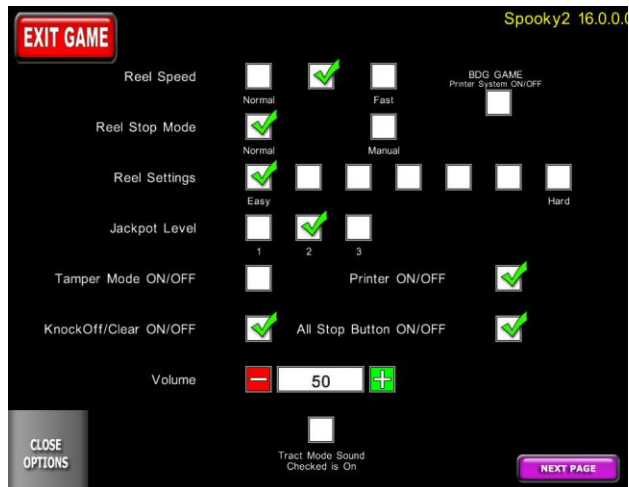 Spooky2 16.0.0.0
EXIT GAME
Reel Speed
BDG GAME
Printer System ON/OFF
Normal
Fast
Reel Stop Mode
Normal
Manual
Reel Settings
Easy
Hard
Jackpot Level
1
2
3
Tamper Mode ON/OFF
Printer ON/OFF
KnockOff/Clear ON/OFF
All Stop Button ON/OFF
Volume
50
CLOSE
OPTIONS
Tract Mode Sound
Checked is On
NEXT PAGE